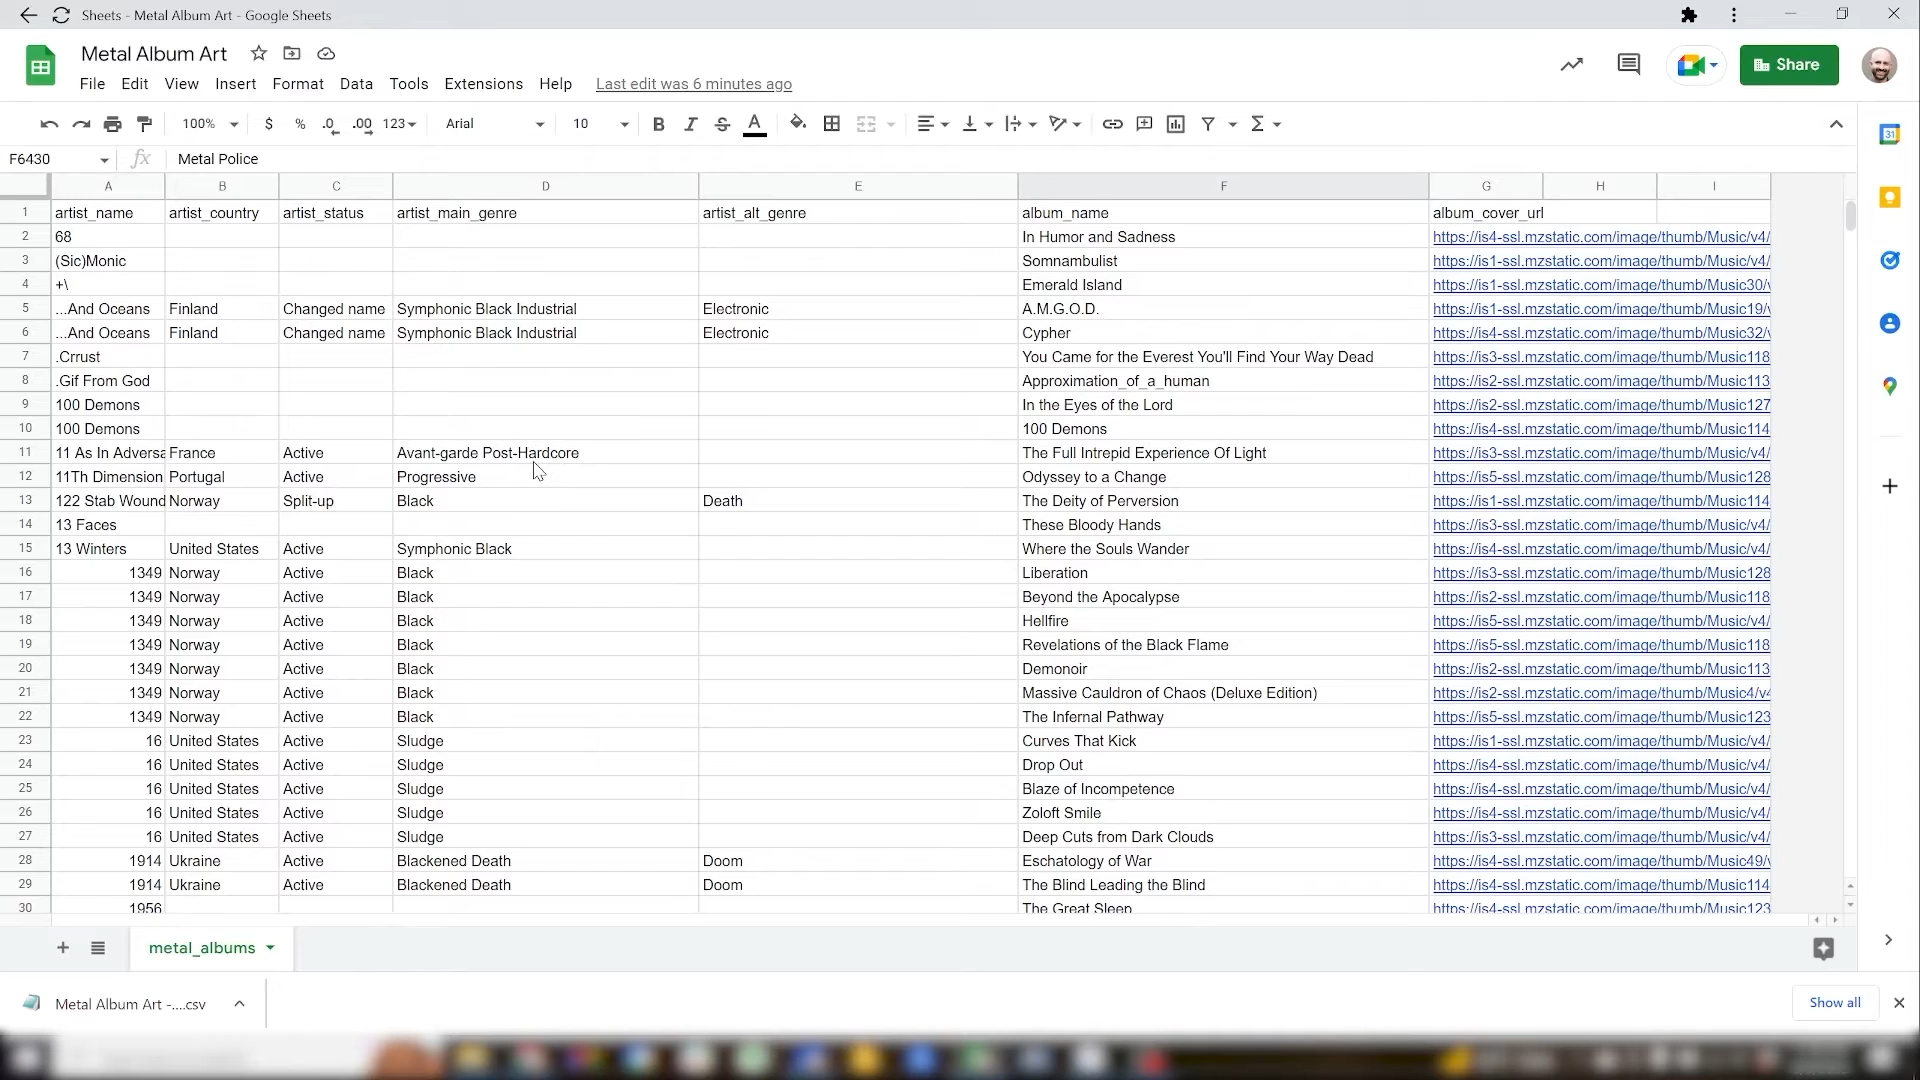 Sheets - Metal Album Art - Google Sheets
Metal Album Art
File Edit View Insert Format Data Tools Extensions Help Last edit was 6 minutes ago
Share
100% $ % .0 .00 123 Arial 10 B I S A
31
F6430 fx Metal Police
A B C D E F G H I
1 artist_name artist_country artist_status artist_main_genre artist_alt_genre album_name album_cover_url
2 68 In Humor and Sadness https://is4-ssl.mzstatic.com/image/thumb/Music/v4/
3 (Sic)Monic Somnambulist https://is1-ssl.mzstatic.com/image/thumb/Music/v4/
4 +\ Emerald Island https://is1-ssl.mzstatic.com/image/thumb/Music30/v
5 ...And Oceans Finland Changed name Symphonic Black Industrial Electronic A.M.G.O.D. https://is1-ssl.mzstatic.com/image/thumb/Music19/v
6 ...And Oceans Finland Changed name Symphonic Black Industrial Electronic Cypher https://is4-ssl.mzstatic.com/image/thumb/Music32/v
7 .Crrust You Came for the Everest You'll Find Your Way Dead https://is3-ssl.mzstatic.com/image/thumb/Music118
8 .Gif From God Approximation_of_a_human https://is2-ssl.mzstatic.com/image/thumb/Music113
9 100 Demons In the Eyes of the Lord https://is2-ssl.mzstatic.com/image/thumb/Music127
10 100 Demons 100 Demons https://is4-ssl.mzstatic.com/image/thumb/Music114
11 11 As In Adversa France Active Avant-garde Post-Hardcore The Full Intrepid Experience Of Light https://is3-ssl.mzstatic.com/image/thumb/Music/v4/
12 11Th Dimension Portugal Active Progressive Odyssey to a Change https://is5-ssl.mzstatic.com/image/thumb/Music128
13 122 Stab Wound Norway Split-up Black Death The Deity of Perversion https://is1-ssl.mzstatic.com/image/thumb/Music114
14 13 Faces These Bloody Hands https://is3-ssl.mzstatic.com/image/thumb/Music/v4/
15 13 Winters United States Active Symphonic Black Where the Souls Wander https://is4-ssl.mzstatic.com/image/thumb/Music/v4/
16 1349 Norway Active Black Liberation https://is3-ssl.mzstatic.com/image/thumb/Music128
17 1349 Norway Active Black Beyond the Apocalypse https://is2-ssl.mzstatic.com/image/thumb/Music118
18 1349 Norway Active Black Hellfire https://is5-ssl.mzstatic.com/image/thumb/Music/v4/
19 1349 Norway Active Black Revelations of the Black Flame https://is5-ssl.mzstatic.com/image/thumb/Music118
20 1349 Norway Active Black Demonoir https://is2-ssl.mzstatic.com/image/thumb/Music113
21 1349 Norway Active Black Massive Cauldron of Chaos (Deluxe Edition) https://is2-ssl.mzstatic.com/image/thumb/Music4/v4
22 1349 Norway Active Black The Infernal Pathway https://is5-ssl.mzstatic.com/image/thumb/Music123
23 16 United States Active Sludge Curves That Kick https://is1-ssl.mzstatic.com/image/thumb/Music/v4/
24 16 United States Active Sludge Drop Out https://is4-ssl.mzstatic.com/image/thumb/Music/v4/
25 16 United States Active Sludge Blaze of Incompetence https://is4-ssl.mzstatic.com/image/thumb/Music/v4/
26 16 United States Active Sludge Zoloft Smile https://is4-ssl.mzstatic.com/image/thumb/Music/v4/
27 16 United States Active Sludge Deep Cuts from Dark Clouds https://is3-ssl.mzstatic.com/image/thumb/Music/v4/
28 1914 Ukraine Active Blackened Death Doom Eschatology of War https://is4-ssl.mzstatic.com/image/thumb/Music49/v
29 1914 Ukraine Active Blackened Death Doom The Blind Leading the Blind https://is4-ssl.mzstatic.com/image/thumb/Music114
30 1956 The Great Sleep https://is4-ssl.mzstatic.com/image/thumb/Music123
metal_albums
Metal Album Art -....csv
Show all